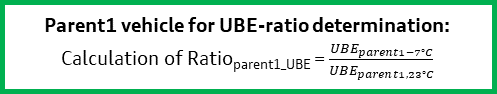 Parent1 vehicle for UBE-ratio determination:
Calculation of Ratio_parent1_UBE = UBE_parent1−7°C / UBE_parent1,23°C